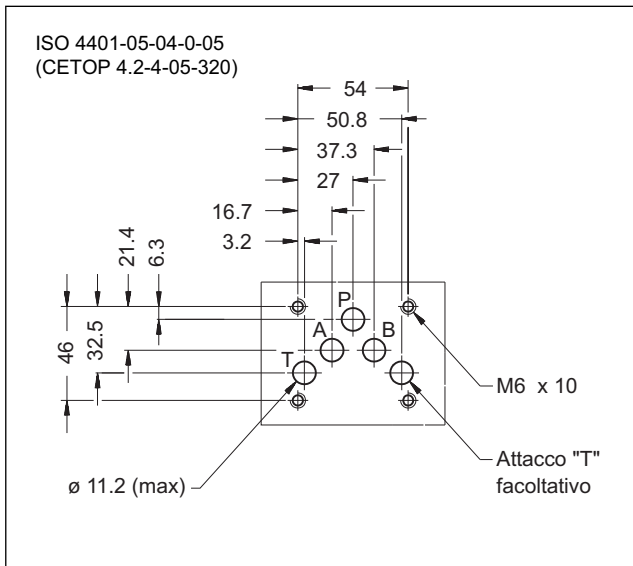 ISO 4401-05-04-0-05
(CETOP 4.2-4-05-320)
54
50.8
37.3
27
16.7
3.2
21.4
6.3
46
32.5
P
A
B
T
M6 x 10
ø 11.2 (max)
Attacco "T"
facoltativo